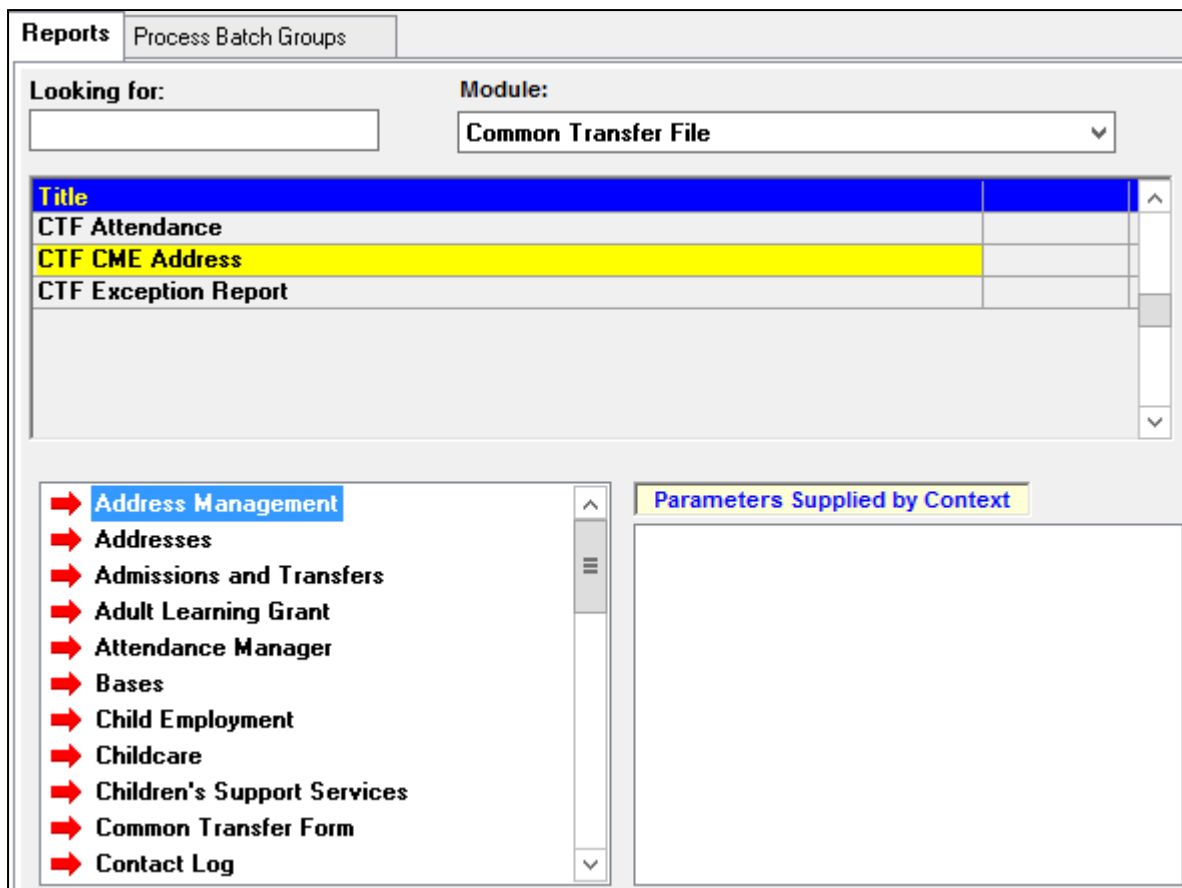 Reports Process Batch Groups
Looking for: Module:
Common Transfer File
Title
CTF Attendance
CTF CME Address
CTF Exception Report
Address Management
Addresses
Admissions and Transfers
Adult Learning Grant
Attendance Manager
Bases
Child Employment
Childcare
Children's Support Services
Common Transfer Form
Contact Log
Parameters Supplied by Context